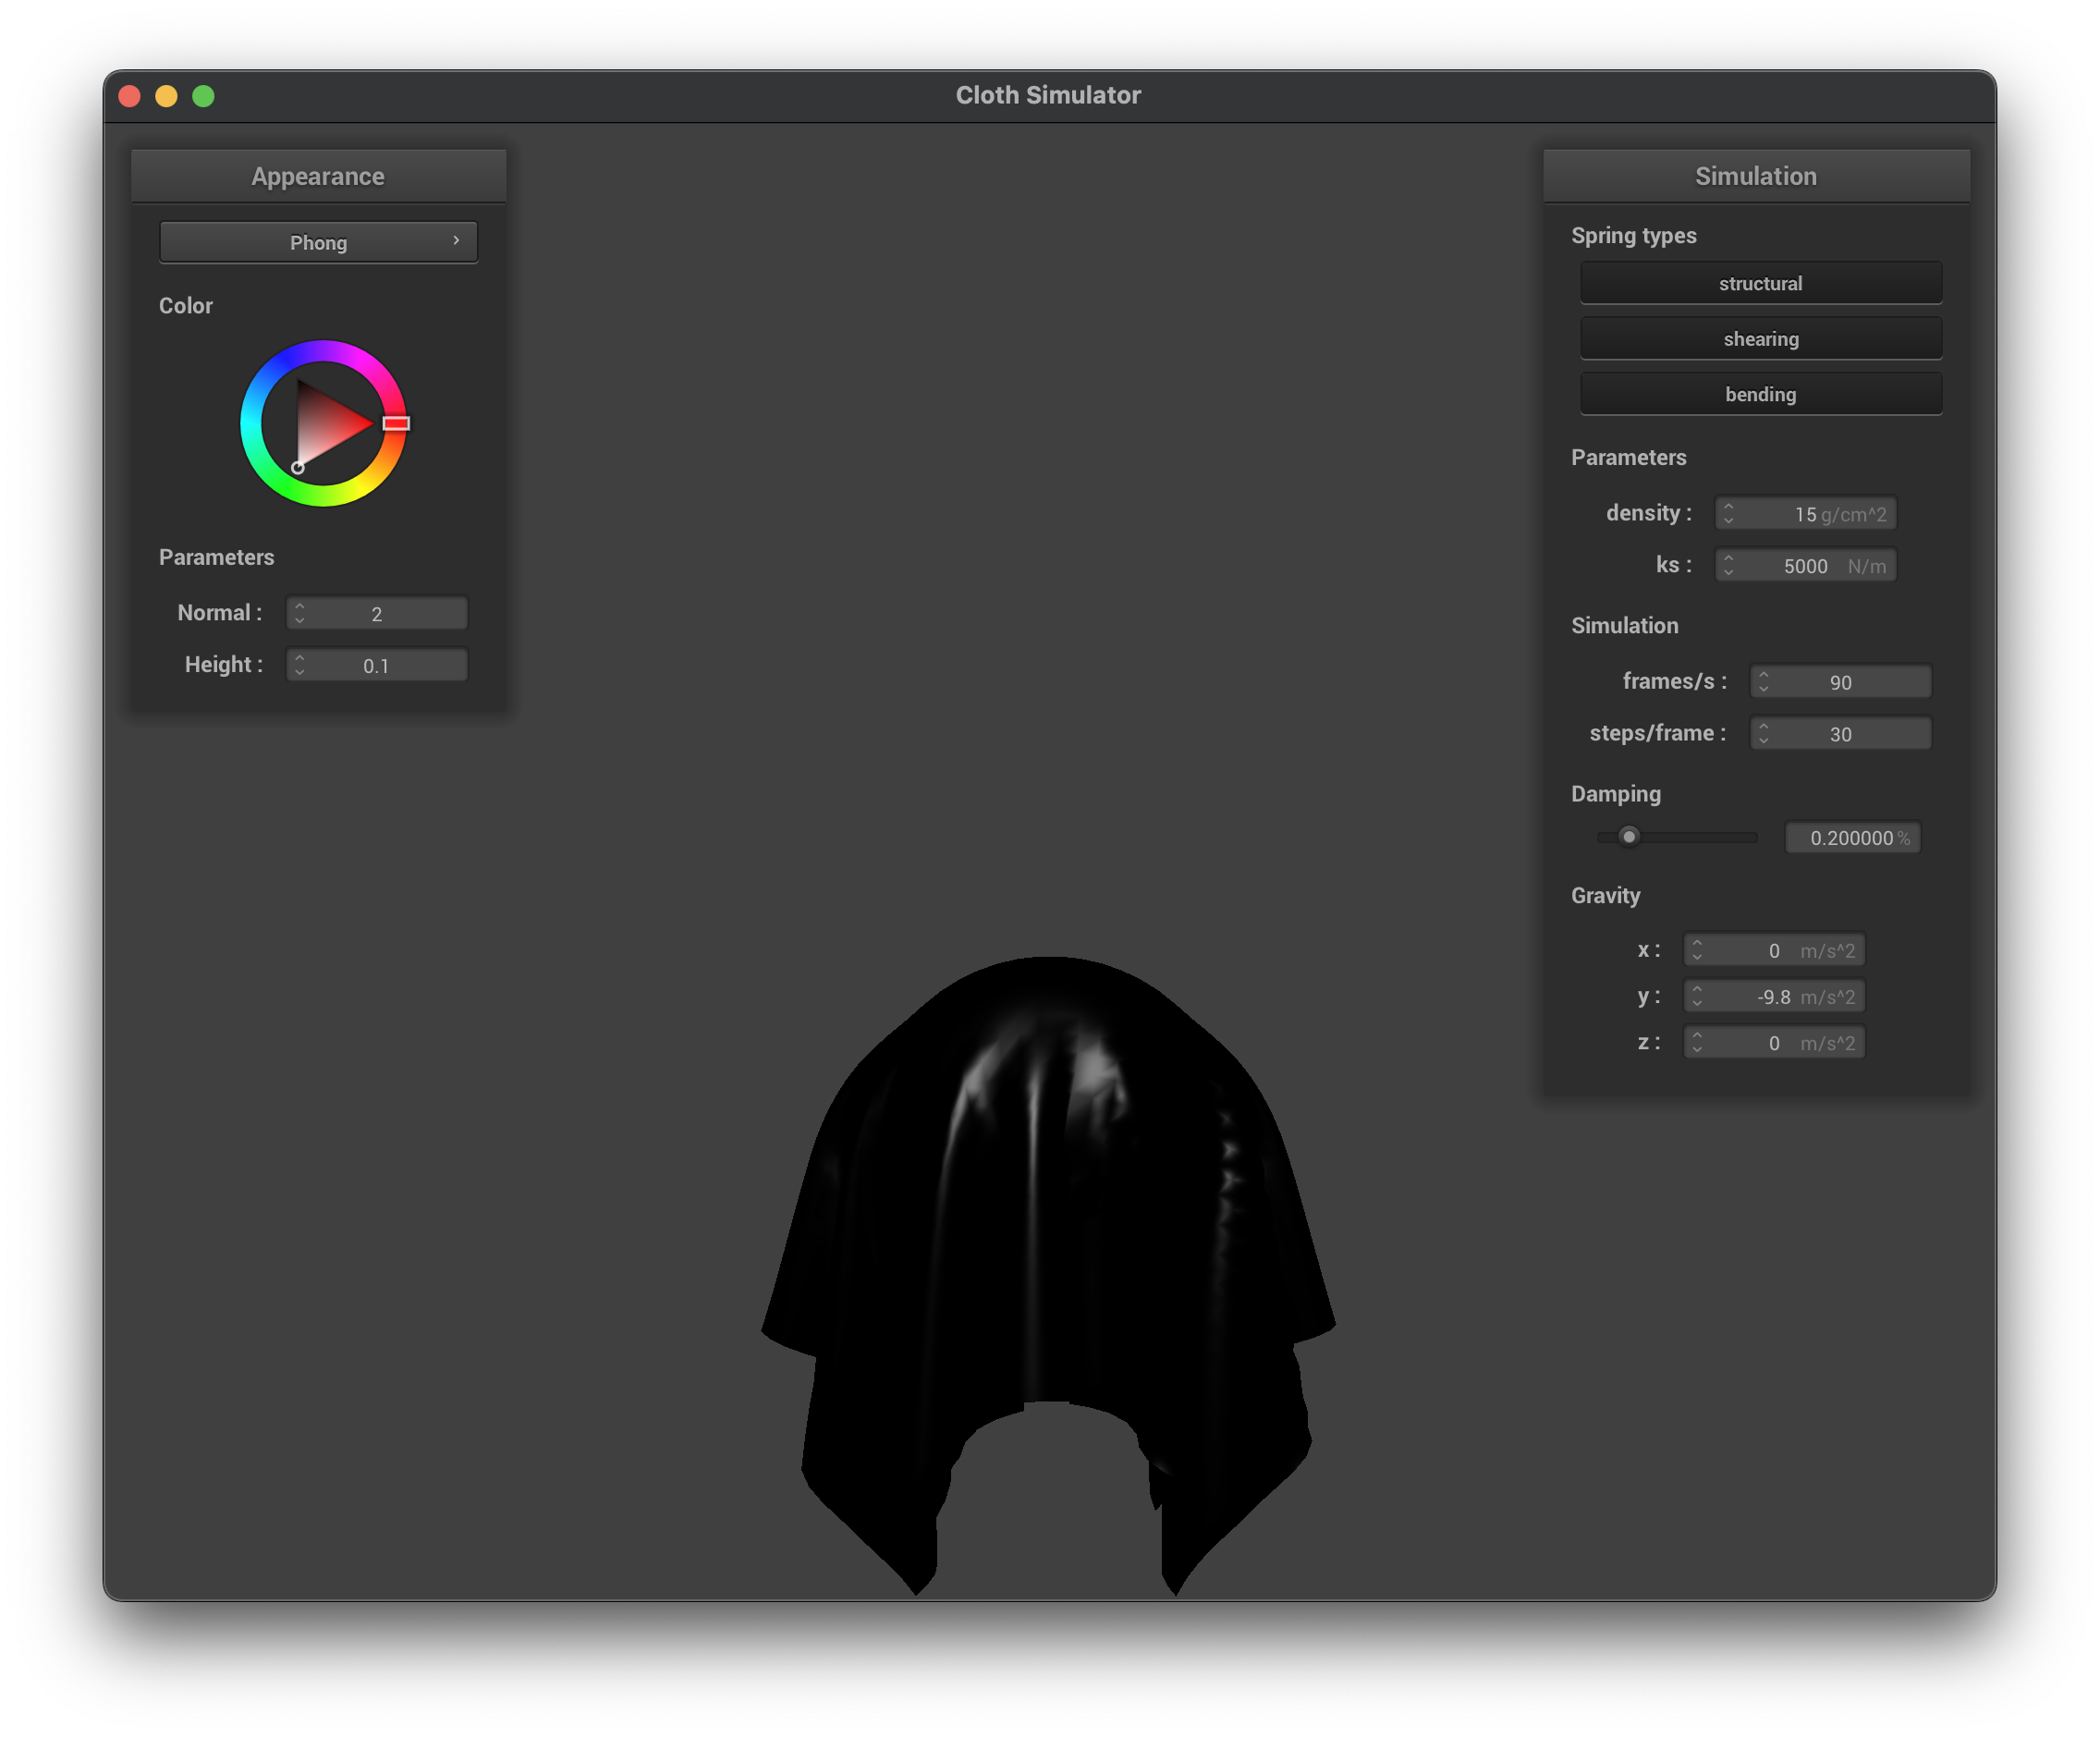 Cloth Simulator
Appearance
Phong
Color
Parameters
Normal : 2
Height : 0.1
Simulation
Spring types
structural
shearing
bending
Parameters
density : 15 g/cm^2
ks : 5000 N/m
Simulation
frames/s : 90
steps/frame : 30
Damping
0.200000 %
Gravity
x : 0 m/s^2
y : -9.8 m/s^2
z : 0 m/s^2